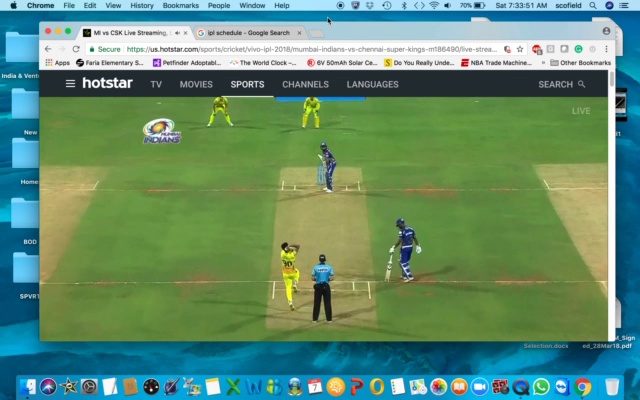 Chrome File Edit View History Bookmarks People Window Help 70% Sat 7:33:51 AM scofield
MI vs CSK Live Streaming, ipl schedule - Google Search
Secure https://us.hotstar.com/sports/cricket/vivo-ipl-2018/mumbai-indians-vs-chennai-super-kings-m186490/live-strea...
Apps Faria Elementary S... Petfinder Adoptabl... The World Clock –... 6V 50mAh Solar Ce... Do You Really Unde... NBA Trade Machine... » Other Bookmarks
hotstar TV MOVIES SPORTS CHANNELS LANGUAGES SEARCH
LIVE
India & Vent
MUMBAI
INDIANS
New
Home
BOD
SPVRT
Selection.docx
ed_28Mar18.pdf